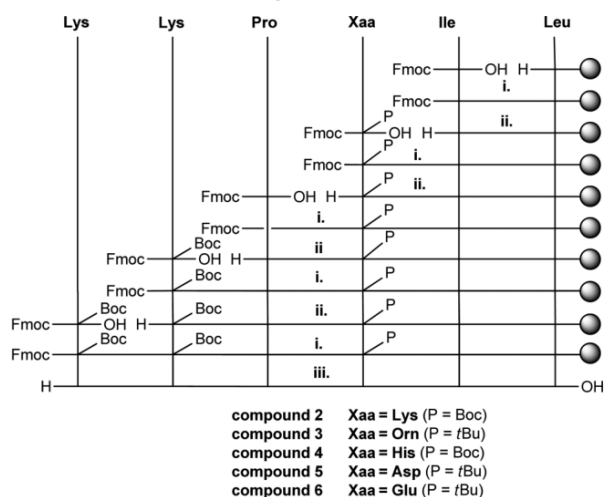 Lys Lys Pro Xaa Ile Leu
Fmoc OH H
i.
Fmoc
P ii.
Fmoc OH H
P i.
Fmoc
P ii.
Fmoc OH H
i. P
Fmoc
Boc ii P
Fmoc OH H
Boc i. P
Fmoc
Boc Boc ii. P
Fmoc OH H
Boc Boc i. P
Fmoc
iii.
H OH
compound 2 Xaa = Lys (P = Boc)
compound 3 Xaa = Orn (P = tBu)
compound 4 Xaa = His (P = Boc)
compound 5 Xaa = Asp (P = tBu)
compound 6 Xaa = Glu (P = tBu)